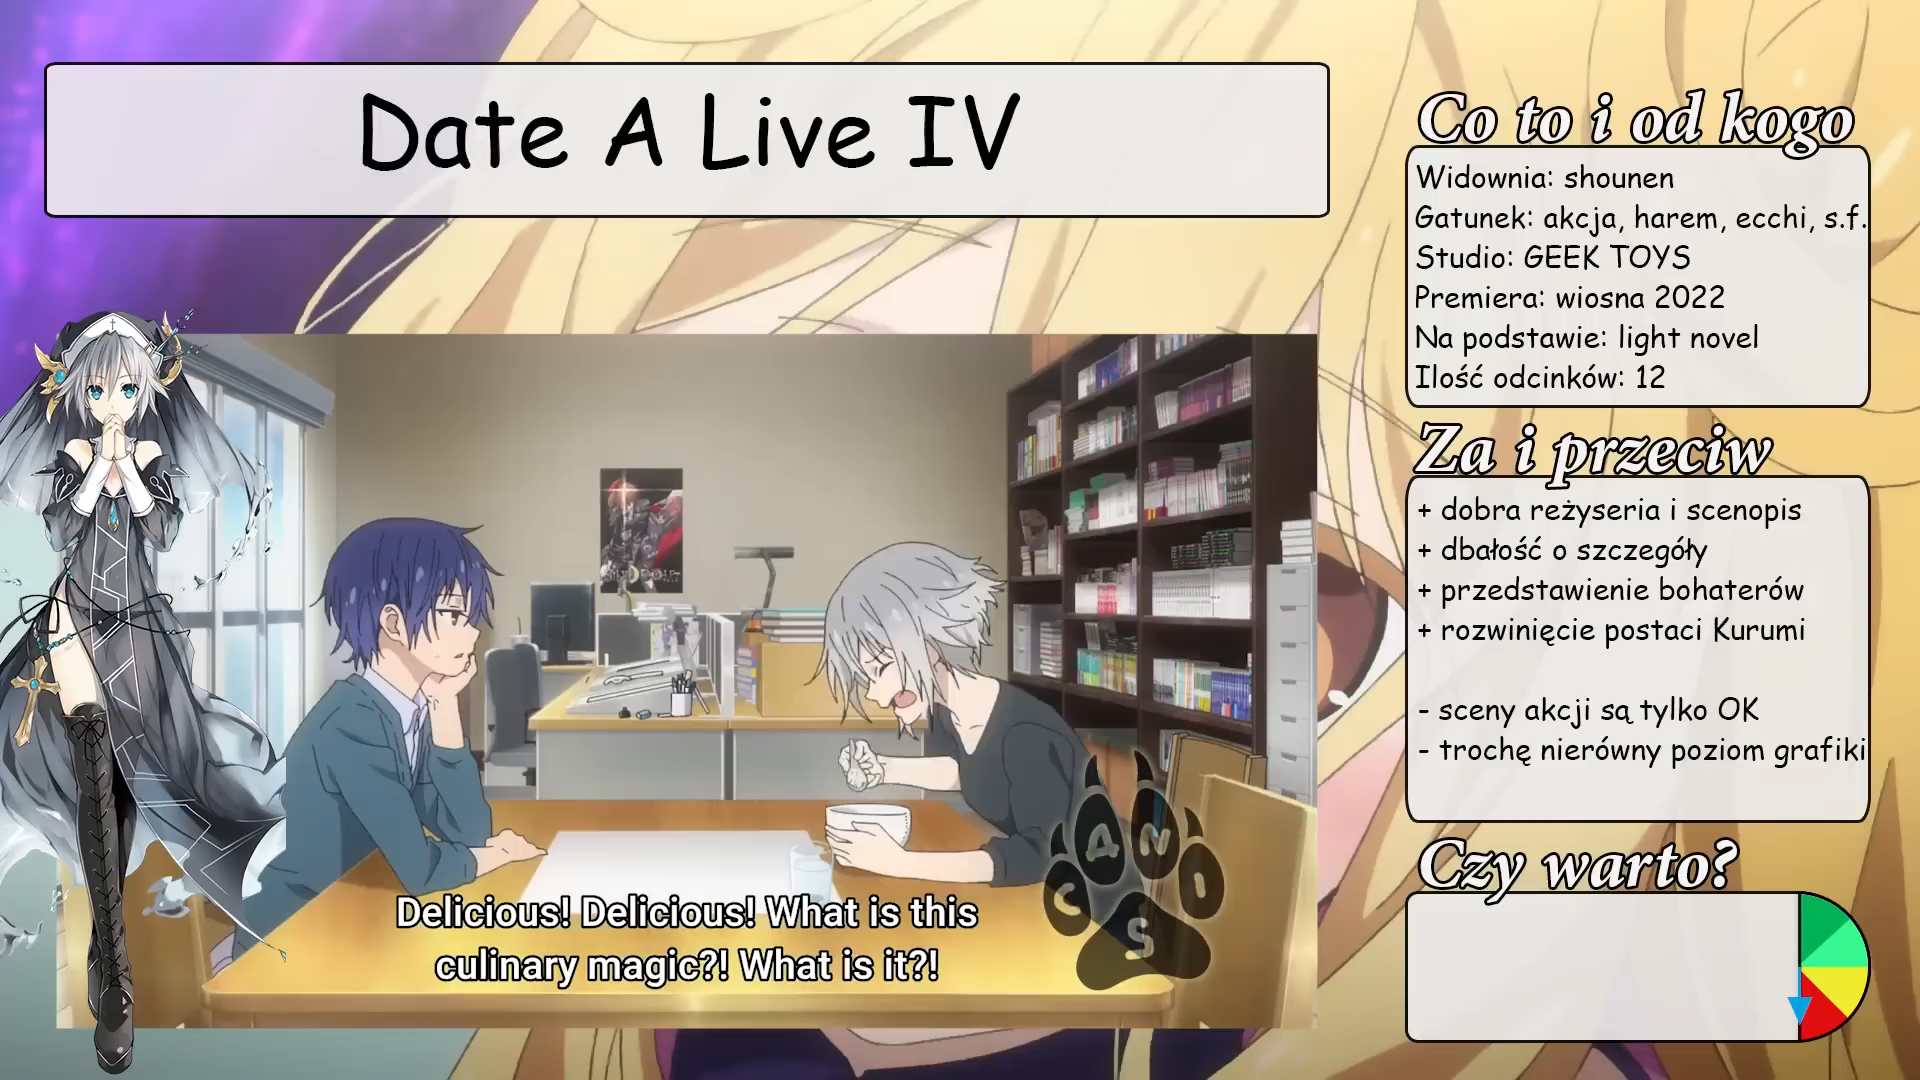 Date A Live IV
Co to i od kogo
Widownia: shounen
Gatunek: akcja, harem, ecchi, s.f.
Studio: GEEK TOYS
Premiera: wiosna 2022
Na podstawie: light novel
Ilość odcinków: 12
Za i przeciw
+ dobra reżyseria i scenopis
+ dbałość o szczegóły
+ przedstawienie bohaterów
+ rozwinięcie postaci Kurumi
- sceny akcji są tylko OK
- trochę nierówny poziom grafiki
Czy warto?
Delicious! Delicious! What is this
culinary magic?! What is it?!